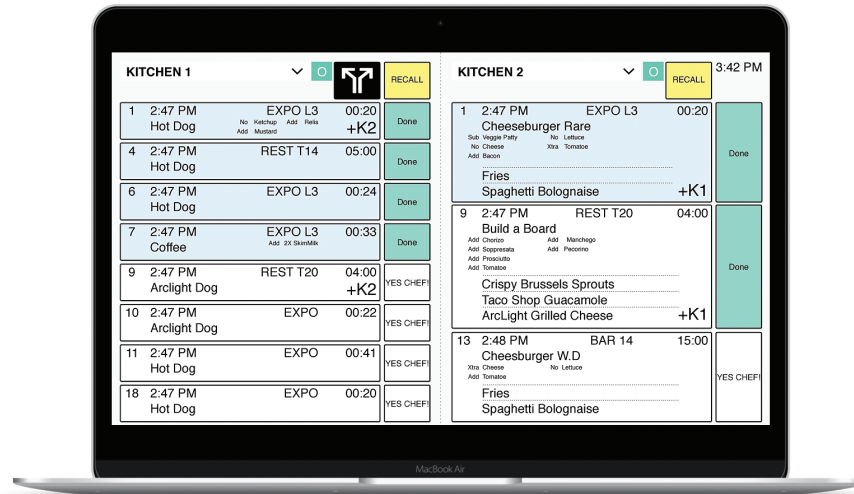 KITCHEN 1
O
RECALL
1 2:47 PM EXPO L3 00:20
Hot Dog No Ketchup Add Relis +K2
Add Mustard
Done
4 2:47 PM REST T14 05:00
Hot Dog
Done
6 2:47 PM EXPO L3 00:24
Hot Dog
Done
7 2:47 PM EXPO L3 00:33
Coffee Add 2X SkimMilk
Done
9 2:47 PM REST T20 04:00
Arclight Dog +K2
YES CHEF!
10 2:47 PM EXPO 00:22
Arclight Dog
YES CHEF!
11 2:47 PM EXPO 00:41
Hot Dog
YES CHEF!
18 2:47 PM EXPO 00:20
Hot Dog
YES CHEF!
KITCHEN 2
O
RECALL
3:42 PM
1 2:47 PM EXPO L3 00:20
Cheeseburger Rare
Sub Veggie Patty No Lettuce
No Cheese Xtra Tomatoe
Add Bacon
Fries
Spaghetti Bolognaise +K1
Done
9 2:47 PM REST T20 04:00
Build a Board
Add Chorizo Add Manchego
Add Soppresata Add Pecorino
Add Prosciutto
Add Tomatoe
Crispy Brussels Sprouts
Taco Shop Guacamole
ArcLight Grilled Cheese +K1
Done
13 2:48 PM BAR 14 15:00
Cheesburger W.D
Xtra Cheese No Lettuce
Add Tomatoe
Fries
Spaghetti Bolognaise
YES CHEF!
MacBook Air